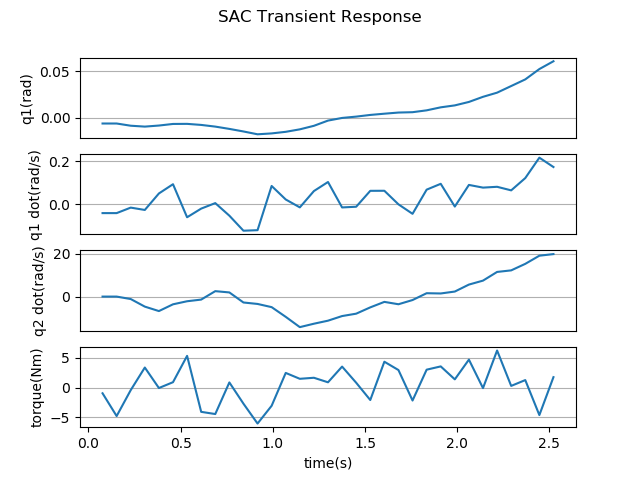 SAC Transient Response
q1(rad)
0.05
0.00
q1 dot(rad/s)
0.2
0.0
q2 dot(rad/s)
20
0
torque(Nm)
5
0
−5
0.0 0.5 1.0 1.5 2.0 2.5
time(s)